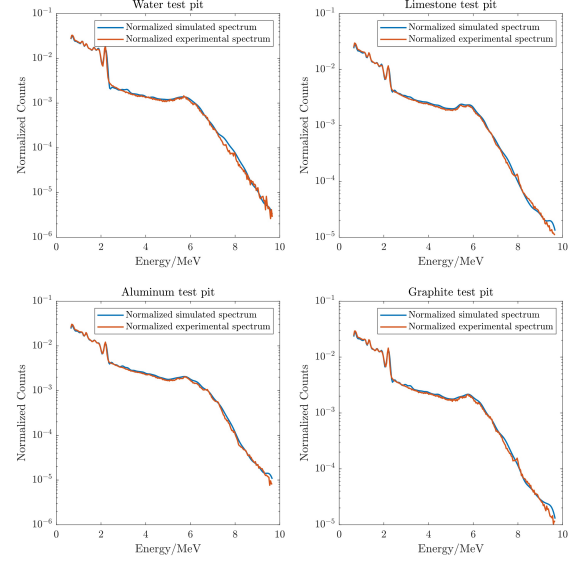 Water test pit
10^-1
10^-2
10^-3
10^-4
10^-5
10^-6
Normalized Counts
Normalized simulated spectrum
Normalized experimental spectrum
0 2 4 6 8 10
Energy/MeV
Limestone test pit
10^-1
10^-2
10^-3
10^-4
10^-5
Normalized Counts
Normalized simulated spectrum
Normalized experimental spectrum
0 2 4 6 8 10
Energy/MeV
Aluminum test pit
10^-1
10^-2
10^-3
10^-4
10^-5
10^-6
Normalized Counts
Normalized simulated spectrum
Normalized experimental spectrum
0 2 4 6 8 10
Energy/MeV
Graphite test pit
10^-1
10^-2
10^-3
10^-4
10^-5
Normalized Counts
Normalized simulated spectrum
Normalized experimental spectrum
0 2 4 6 8 10
Energy/MeV